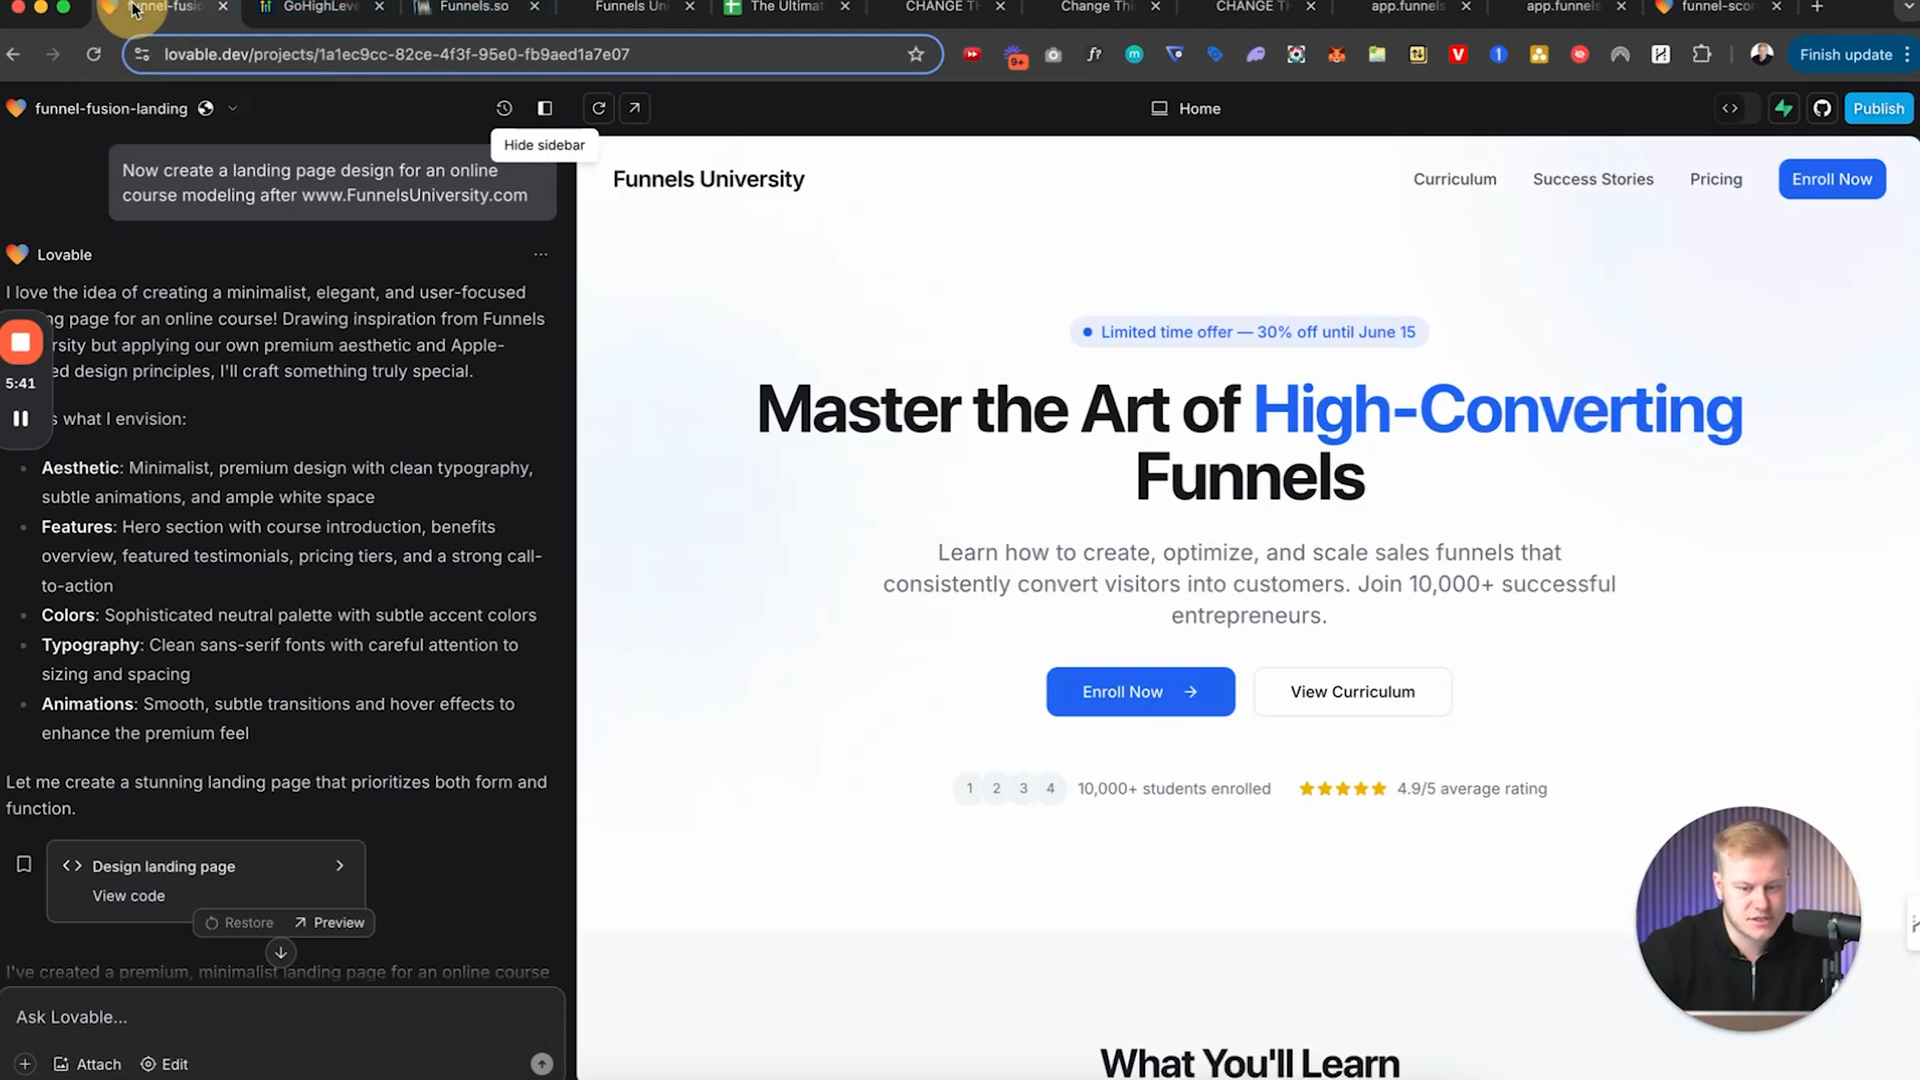 funnel-fusio
GoHighLeve
Funnels.so
Funnels Uni
The Ultimat
CHANGE T
Change Thi
CHANGE T
app.funnels
app.funnels
funnel-scor
lovable.dev/projects/1a1ec9cc-82ce-4f3f-95e0-fb9aed1a7e07
9+
f?
Finish update
funnel-fusion-landing
Home
Publish
Hide sidebar
Now create a landing page design for an online
course modeling after www.FunnelsUniversity.com
Lovable
I love the idea of creating a minimalist, elegant, and user-focused
ng page for an online course! Drawing inspiration from Funnels
rsity but applying our own premium aesthetic and Apple-
ed design principles, I'll craft something truly special.
5:41
s what I envision:
Aesthetic: Minimalist, premium design with clean typography,
subtle animations, and ample white space
Features: Hero section with course introduction, benefits
overview, featured testimonials, pricing tiers, and a strong call-
to-action
Colors: Sophisticated neutral palette with subtle accent colors
Typography: Clean sans-serif fonts with careful attention to
sizing and spacing
Animations: Smooth, subtle transitions and hover effects to
enhance the premium feel
Let me create a stunning landing page that prioritizes both form and
function.
Design landing page
View code
Restore
Preview
I've created a premium, minimalist landing page for an online course
Ask Lovable...
Attach
Edit
Funnels University
Curriculum
Success Stories
Pricing
Enroll Now
Limited time offer — 30% off until June 15
Master the Art of High-Converting
Funnels
Learn how to create, optimize, and scale sales funnels that
consistently convert visitors into customers. Join 10,000+ successful
entrepreneurs.
Enroll Now
View Curriculum
1 2 3 4 10,000+ students enrolled
4.9/5 average rating
What You'll Learn